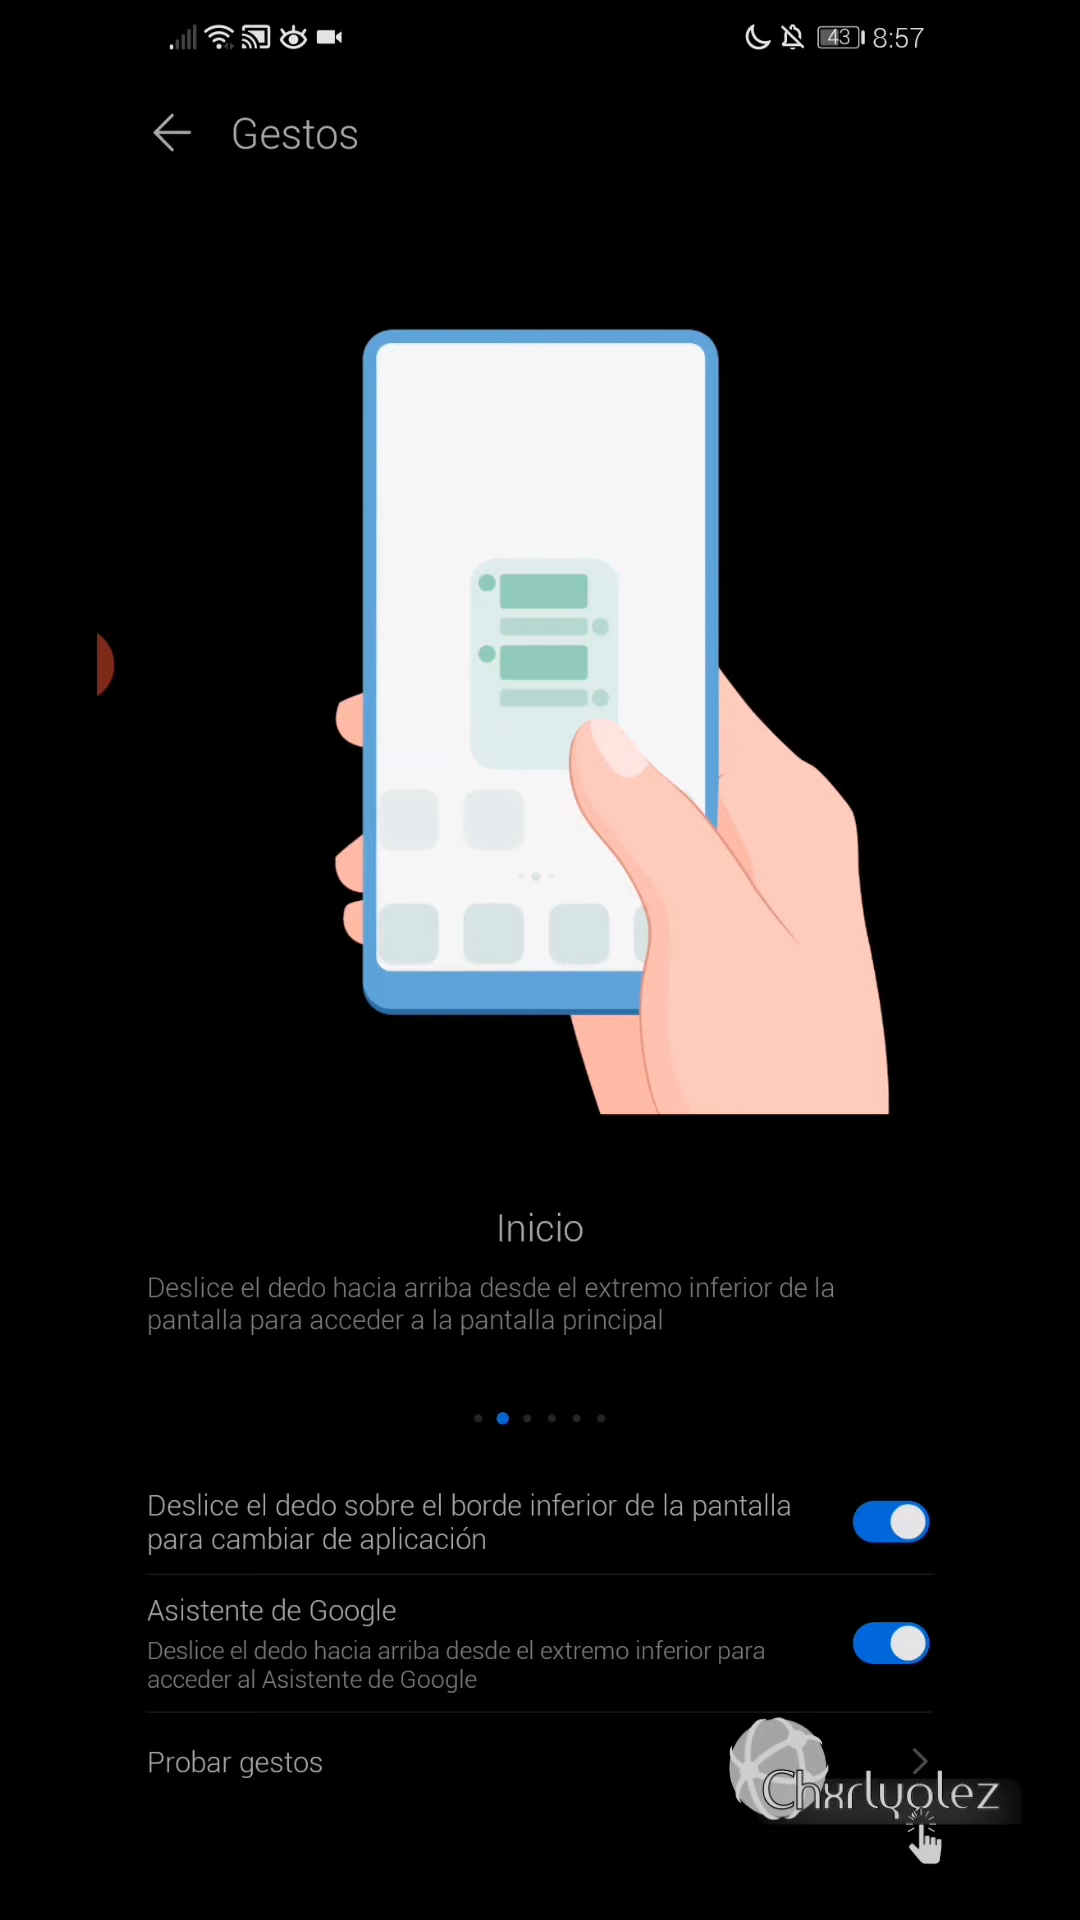 43 8:57
Gestos
Inicio
Deslice el dedo hacia arriba desde el extremo inferior de la
pantalla para acceder a la pantalla principal
Deslice el dedo sobre el borde inferior de la pantalla
para cambiar de aplicación
Asistente de Google
Deslice el dedo hacia arriba desde el extremo inferior para
acceder al Asistente de Google
Probar gestos
Chxrlyolez